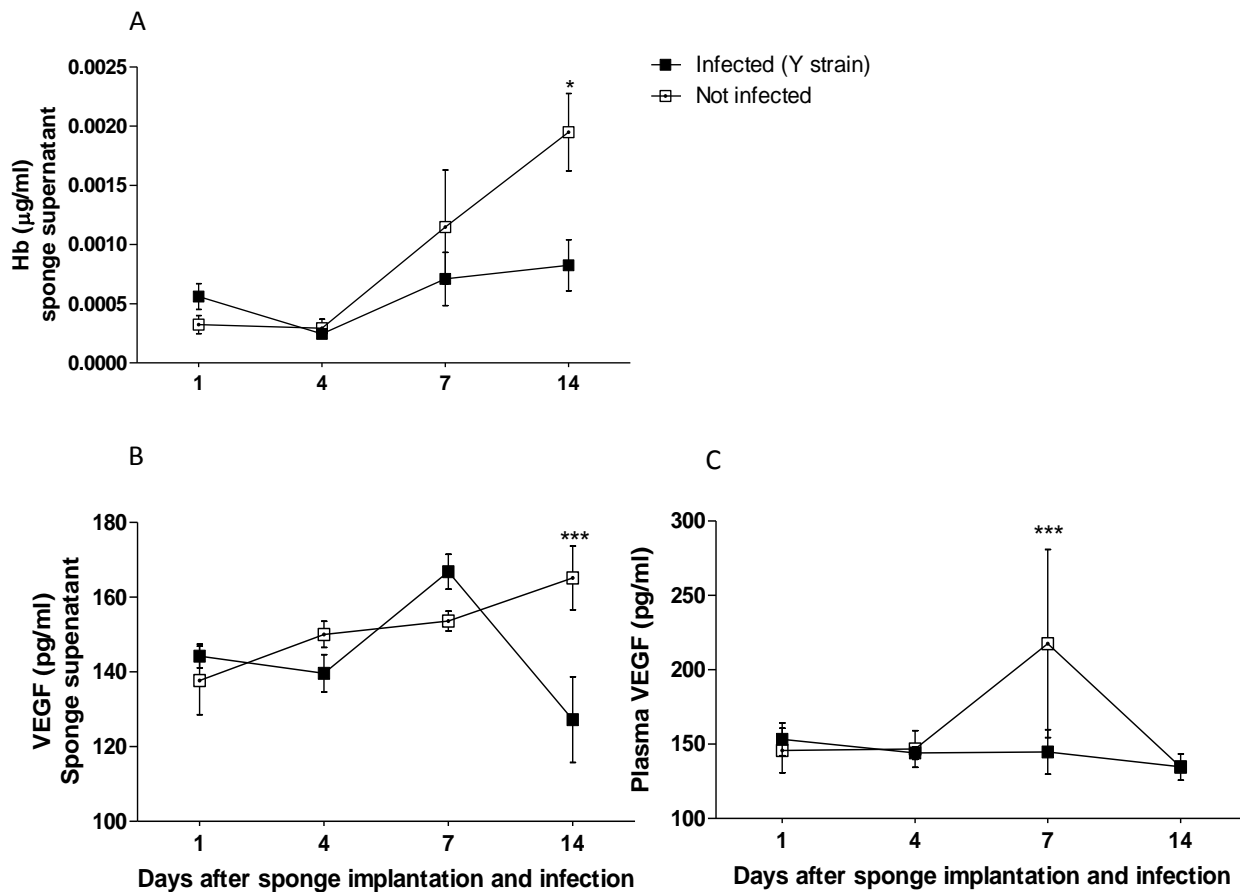 A
0.0025
0.0020
0.0015
0.0010
0.0005
0.0000
Hb (μg/ml)
sponge supernatant
*
1 4 7 14
Infected (Y strain)
Not infected
B
180
160
140
120
100
VEGF (pg/ml)
Sponge supenatant
***
1 4 7 14
Days after sponge implantation and infection
C
300
250
200
150
100
Plasma VEGF (pg/ml)
***
1 4 7 14
Days after sponge implantation and infection